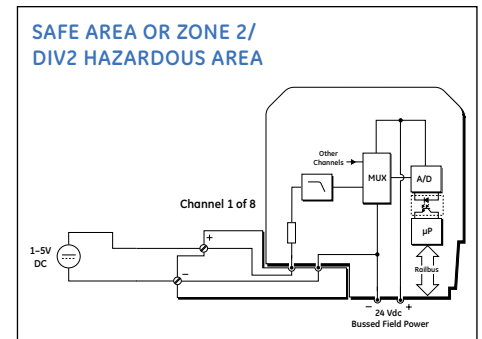 SAFE AREA OR ZONE 2/
DIV2 HAZARDOUS AREA
Other
Channels
MUX
A/D
Channel 1 of 8
µP
+
1–5V
DC
Railbus
–
– +
24 Vdc
Bussed Field Power